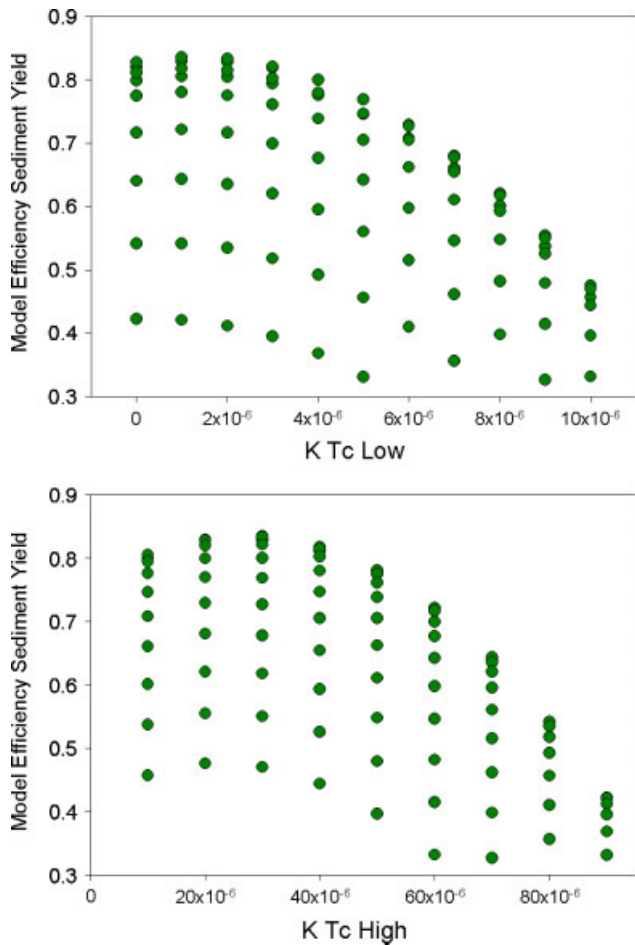 Model Efficiency Sediment Yield
0.9
0.8
0.7
0.6
0.5
0.4
0.3
0 2x10⁻⁶ 4x10⁻⁶ 6x10⁻⁶ 8x10⁻⁶ 10x10⁻⁶
K Tc Low
Model Efficiency Sediment Yield
0.9
0.8
0.7
0.6
0.5
0.4
0.3
0 20x10⁻⁶ 40x10⁻⁶ 60x10⁻⁶ 80x10⁻⁶
K Tc High